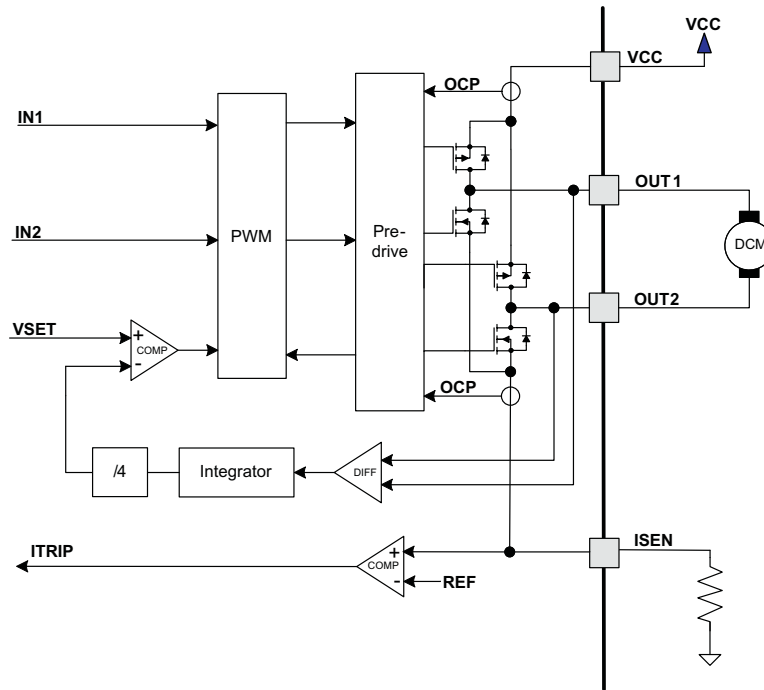 VCC
VCC
OCP
IN1
OUT1
IN2
PWM
Pre-
drive
DCM
OUT2
VSET
+
COMP
-
OCP
/4
Integrator
DIFF
ITRIP
+
COMP
-
REF
ISEN